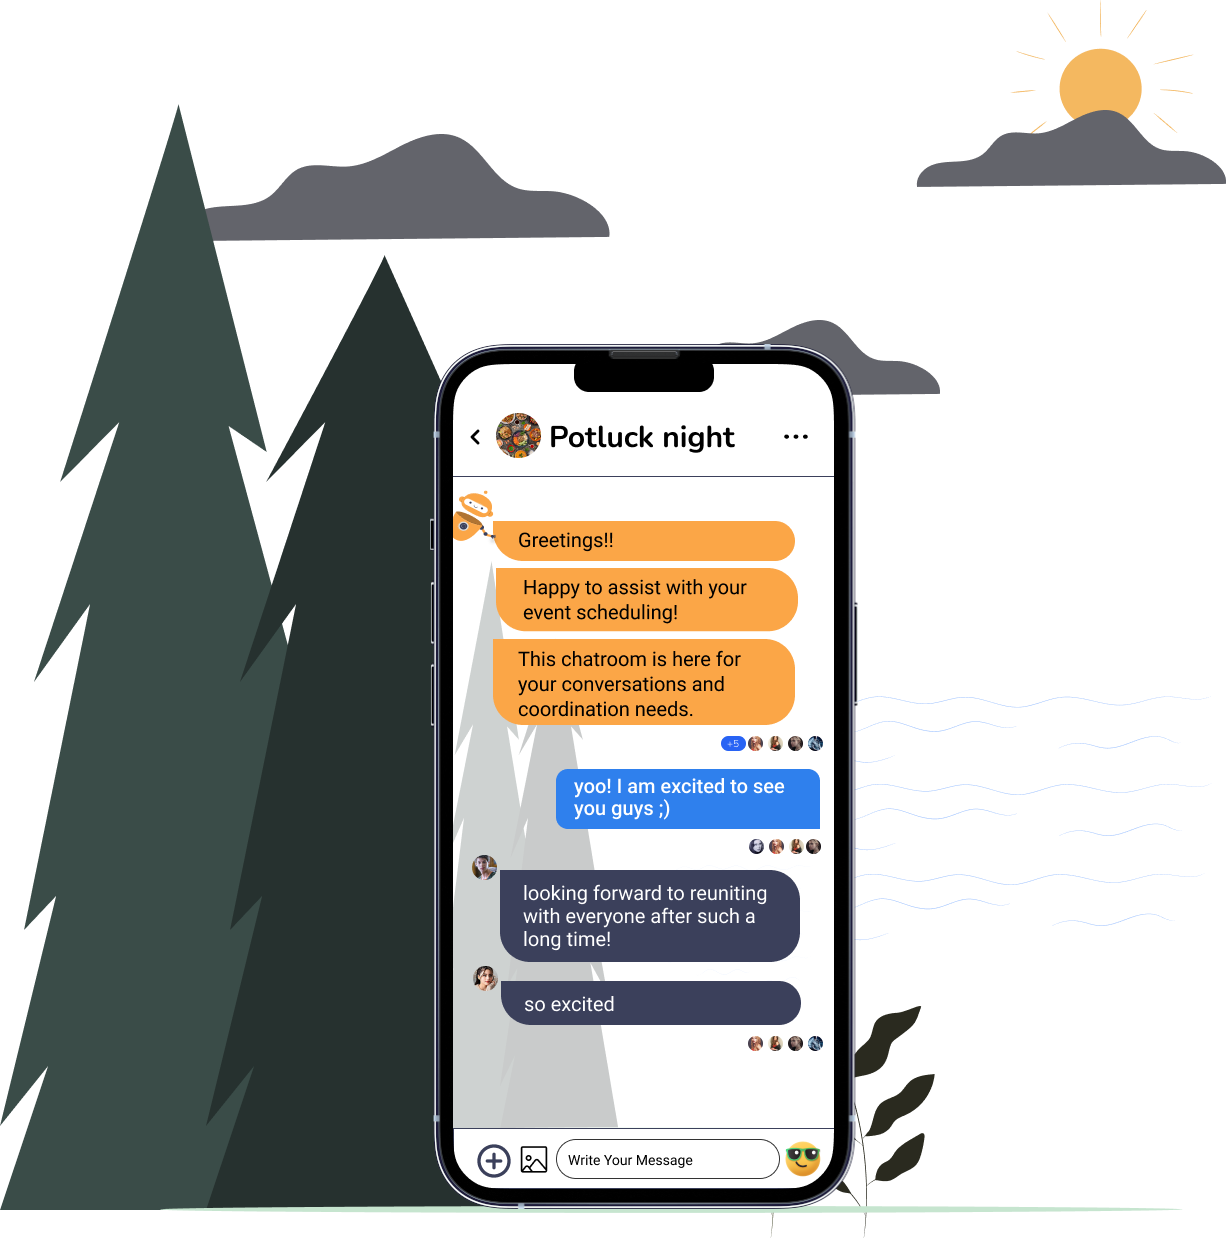 Potluck night
Greetings!!
Happy to assist with your
event scheduling!
This chatroom is here for
your conversations and
coordination needs.
+5
yoo! I am excited to see
you guys ;)
looking forward to reuniting
with everyone after such a
long time!
so excited
Write Your Message